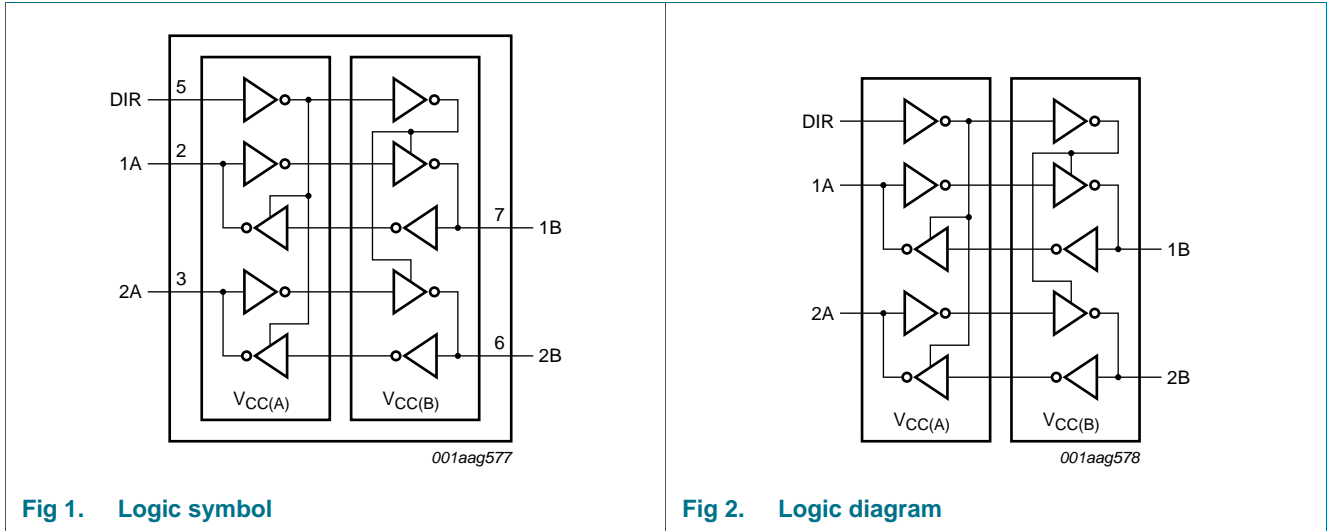 DIR 5
1A 2
7 1B
2A 3
6 2B
VCC(A) VCC(B)
001aag577
Fig 1. Logic symbol
DIR
1A
1B
2A
2B
VCC(A) VCC(B)
001aag578
Fig 2. Logic diagram